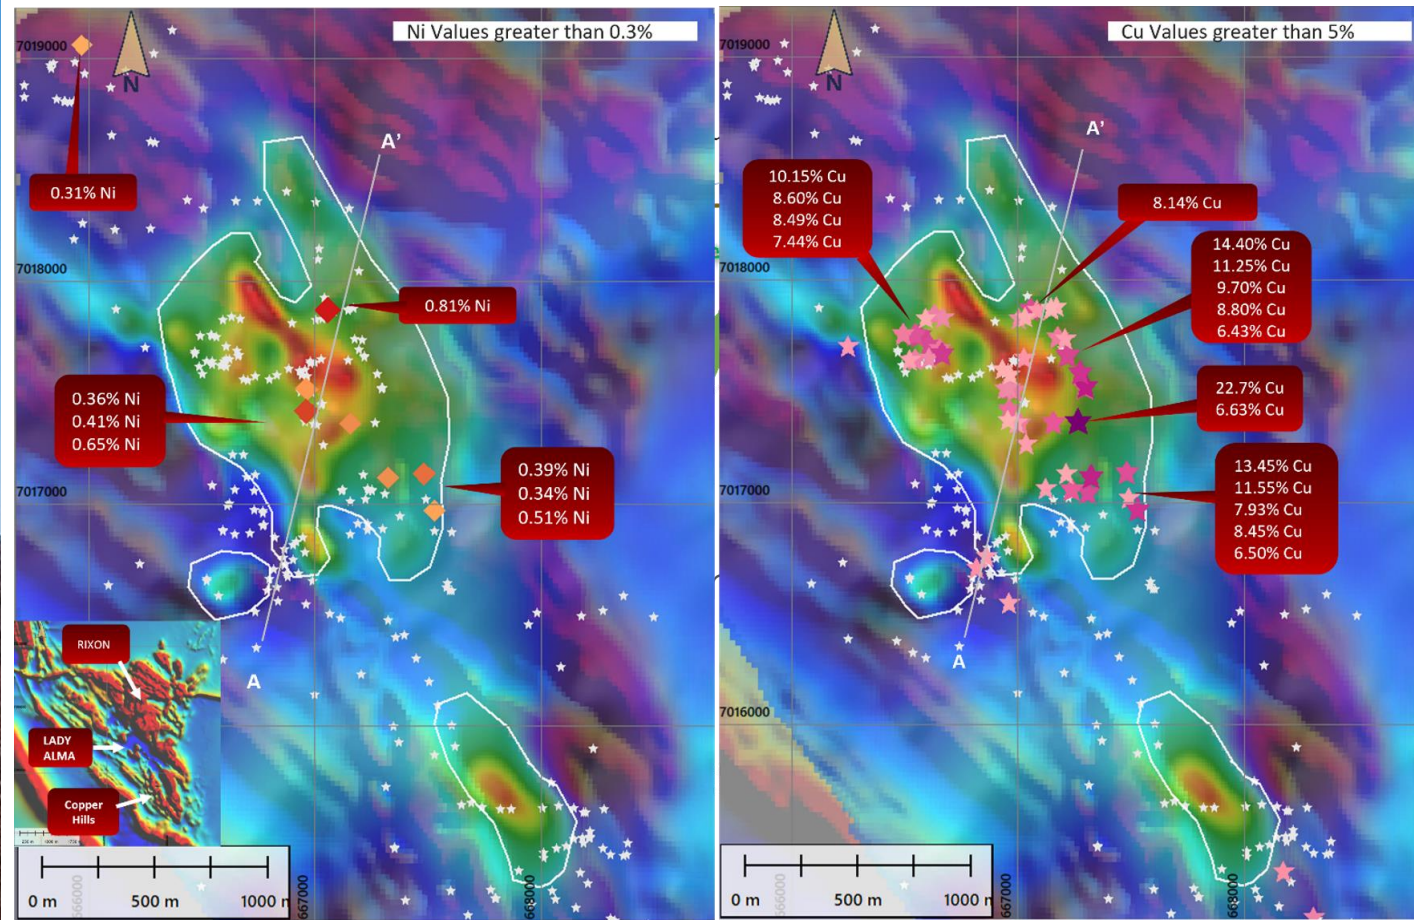 Ni Values greater than 0.3%
7019000
N
A'
0.31% Ni
7018000
0.81% Ni
0.36% Ni
0.41% Ni
0.65% Ni
0.39% Ni
0.34% Ni
0.51% Ni
7017000
A
RIXON
LADY
ALMA
Copper
Hills
0 m 500 m 1000 m
666000
667000
668000
Cu Values greater than 5%
7019000
N
A'
10.15% Cu
8.60% Cu
8.49% Cu
7.44% Cu
8.14% Cu
14.40% Cu
11.25% Cu
9.70% Cu
8.80% Cu
6.43% Cu
7018000
22.7% Cu
6.63% Cu
13.45% Cu
11.55% Cu
7.93% Cu
8.45% Cu
6.50% Cu
7017000
A
7016000
0 m 500 m 1000 m
666000
667000
668000